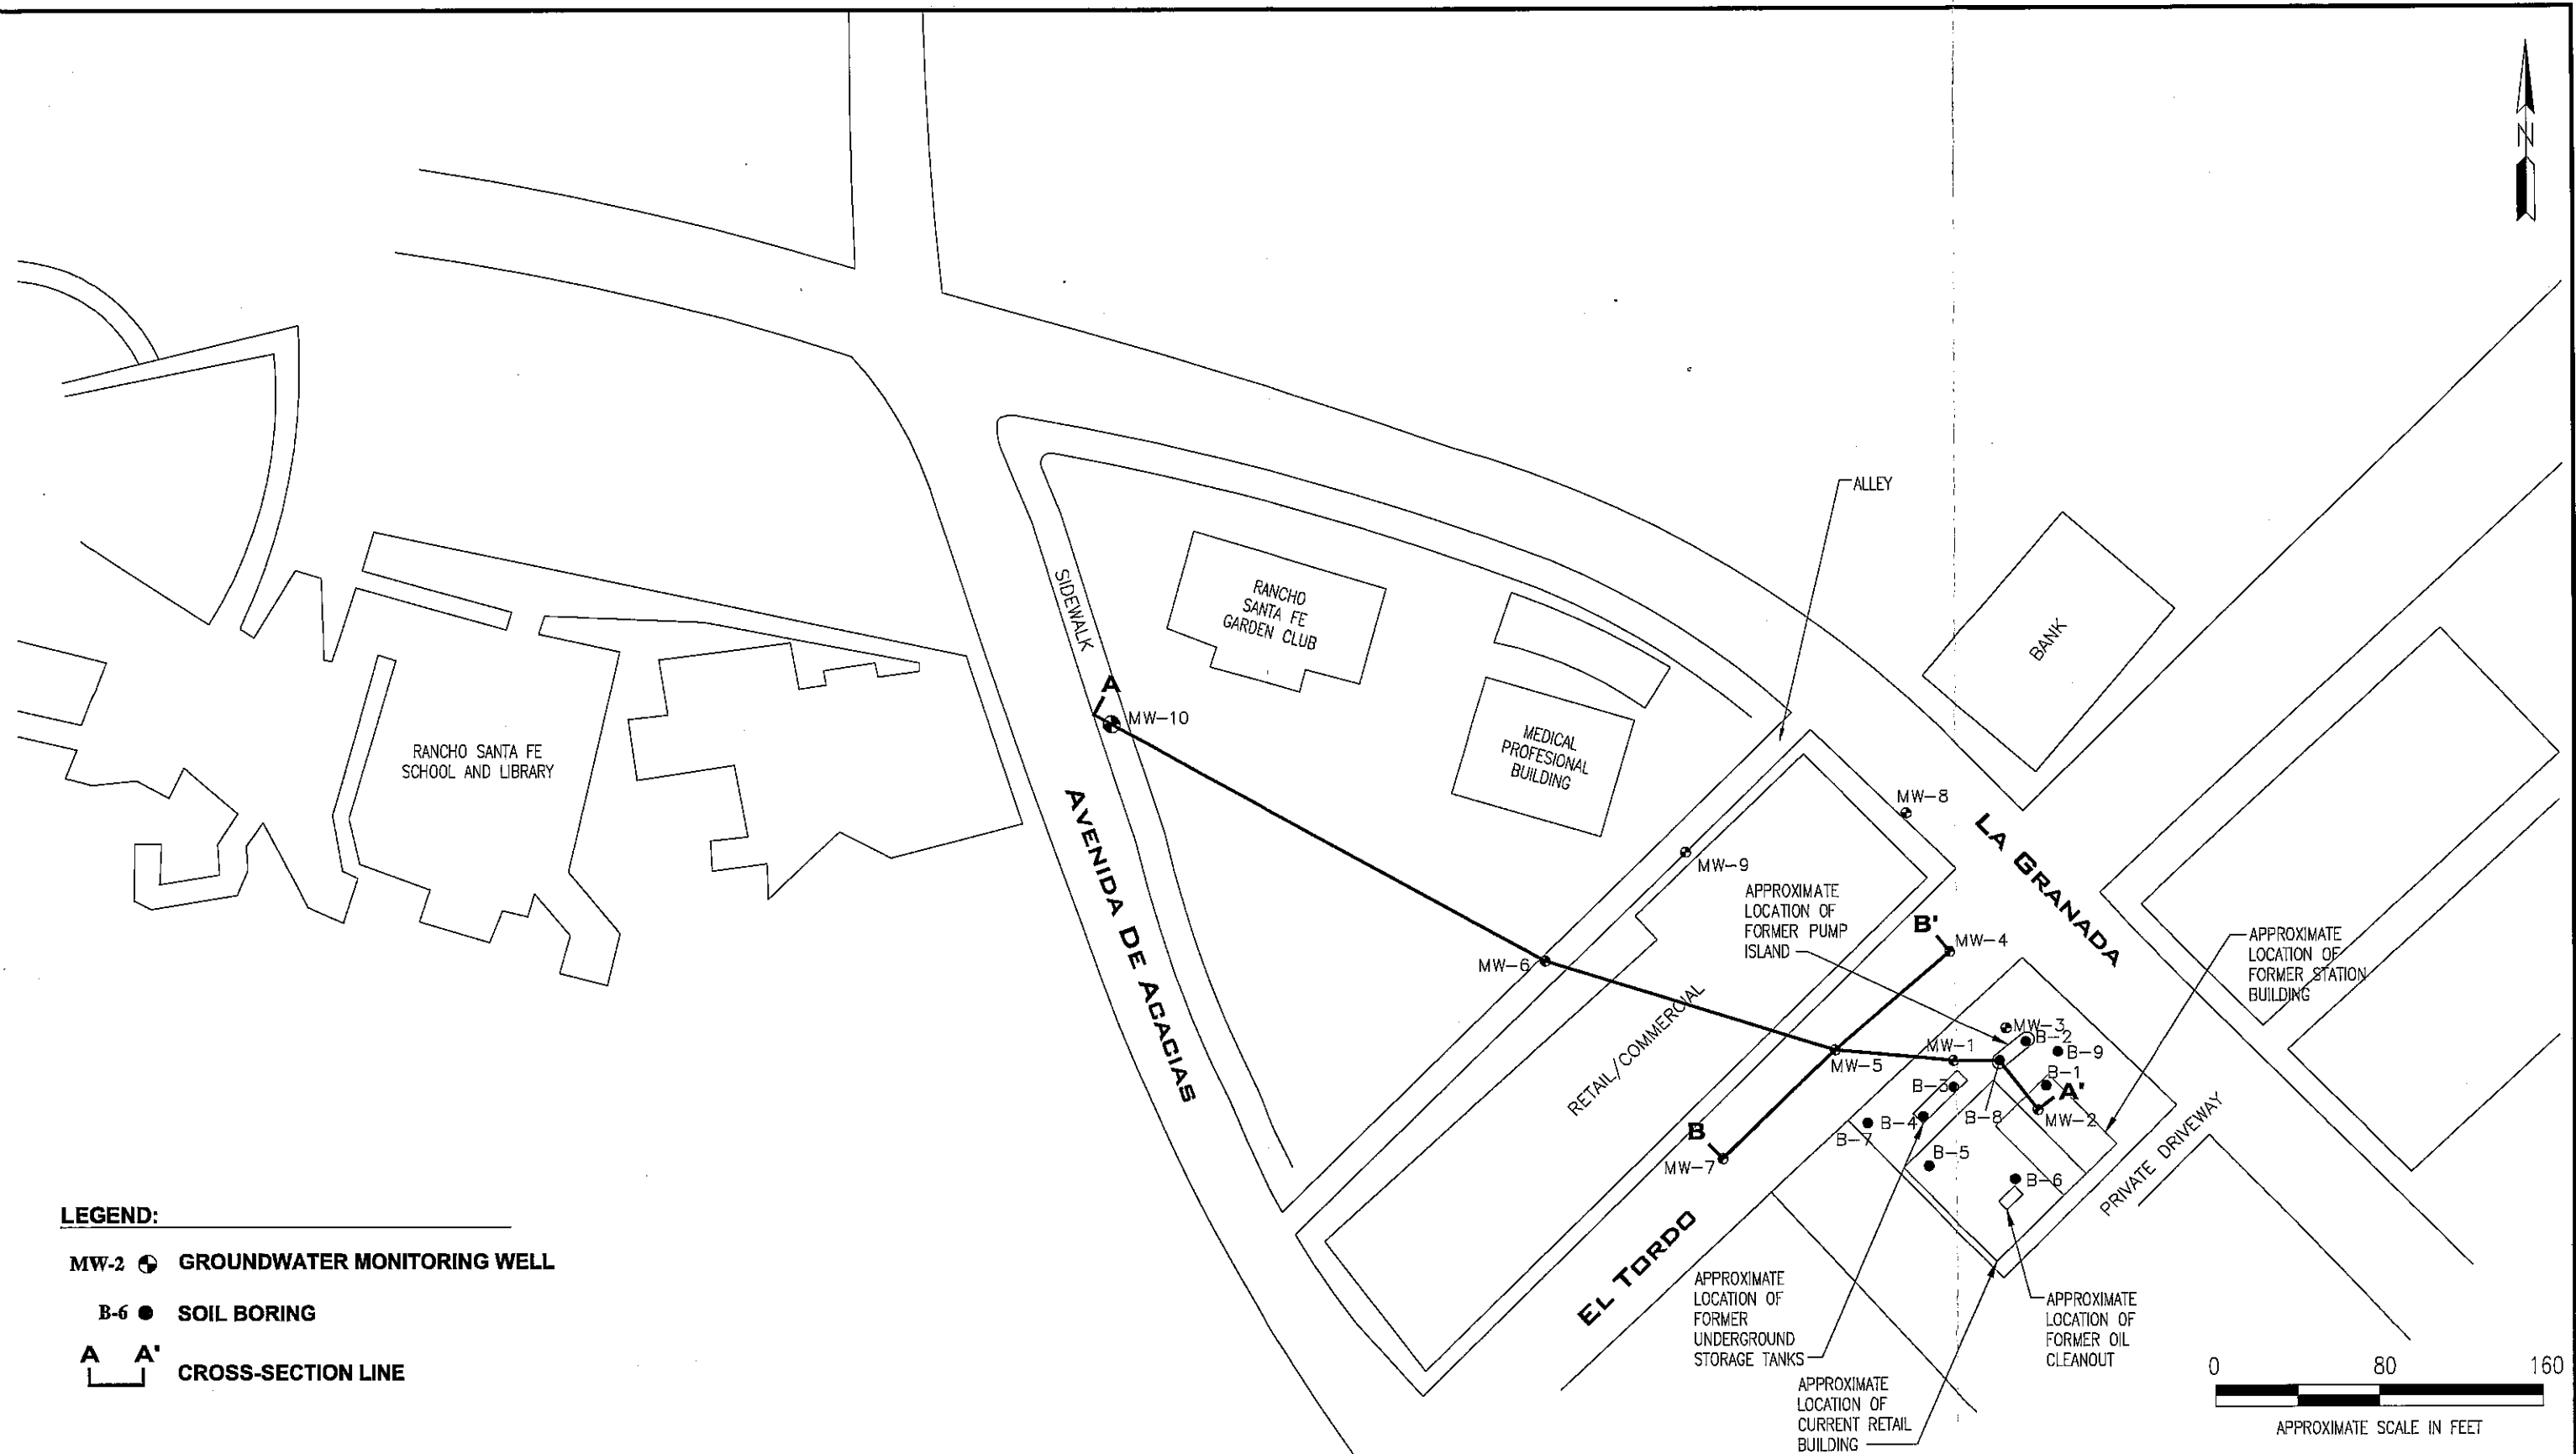 N
ALLEY
BANK
SIDEWALK
RANCHO
SANTA FE
GARDEN CLUB
A
MW-10
RANCHO SANTA FE
SCHOOL AND LIBRARY
MEDICAL
PROFESIONAL
BUILDING
AVENIDA DE ACACIAS
MW-8
LA GRANADA
MW-9
APPROXIMATE
LOCATION OF
FORMER PUMP
ISLAND
B'
MW-4
APPROXIMATE
LOCATION OF
FORMER STATION
BUILDING
MW-6
RETAIL/COMMERCIAL
MW-3
B-2
MW-1
B-9
MW-5
B-1
B-3
A'
B-8
MW-2
B-4
B-7
B
MW-7
B-5
B-6
PRIVATE DRIVEWAY
EL TORDO
APPROXIMATE
LOCATION OF
FORMER
UNDERGROUND
STORAGE TANKS
APPROXIMATE
LOCATION OF
FORMER OIL
CLEANOUT
APPROXIMATE
LOCATION OF
CURRENT RETAIL
BUILDING
LEGEND:
MW-2 GROUNDWATER MONITORING WELL
B-6 SOIL BORING
A A' CROSS-SECTION LINE
0 80 160
APPROXIMATE SCALE IN FEET